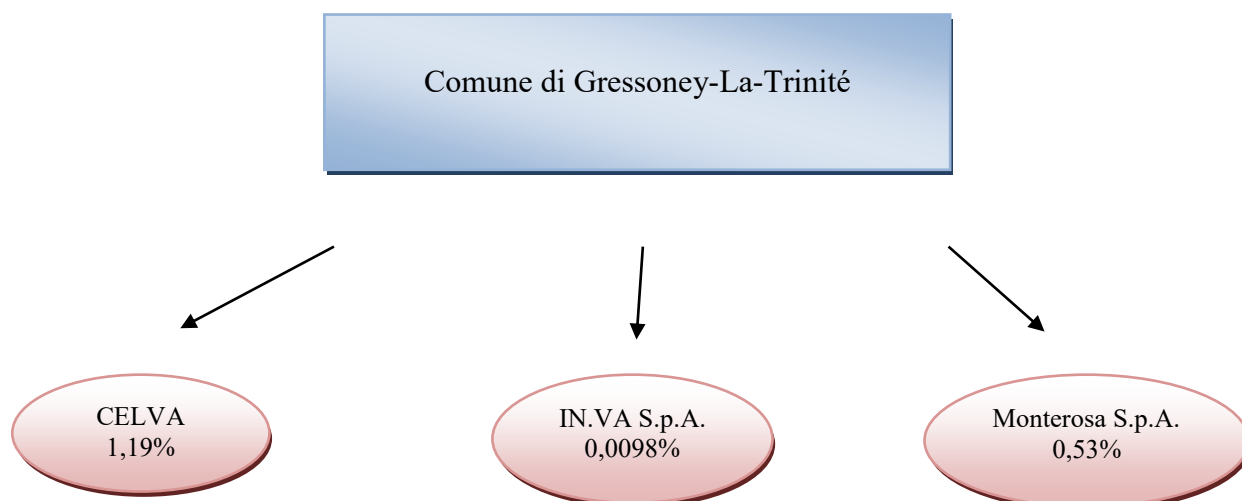 Comune di Gressoney-La-Trinité
CELVA
1,19%
IN.VA S.p.A.
0,0098%
Monterosa S.p.A.
0,53%